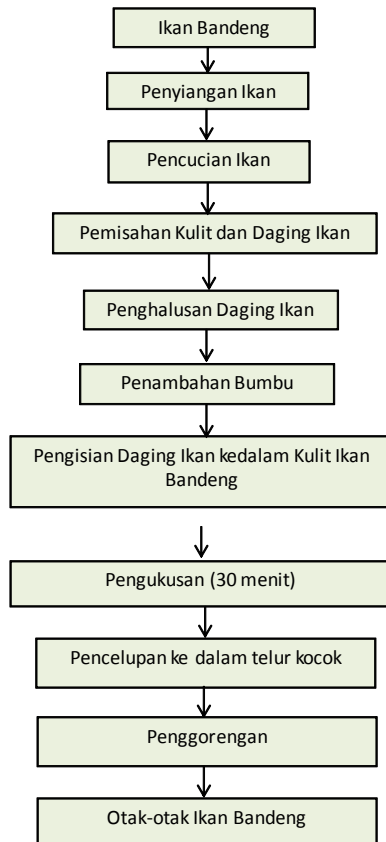 Ikan Bandeng
Penyiangan Ikan
Pencucian Ikan
Pemisahan Kulit dan Daging Ikan
Penghalusan Daging Ikan
Penambahan Bumbu
Pengisian Daging Ikan kedalam Kulit Ikan
Bandeng
Pengukusan (30 menit)
Pencelupan ke dalam telur kocok
Penggorengan
Otak-otak Ikan Bandeng